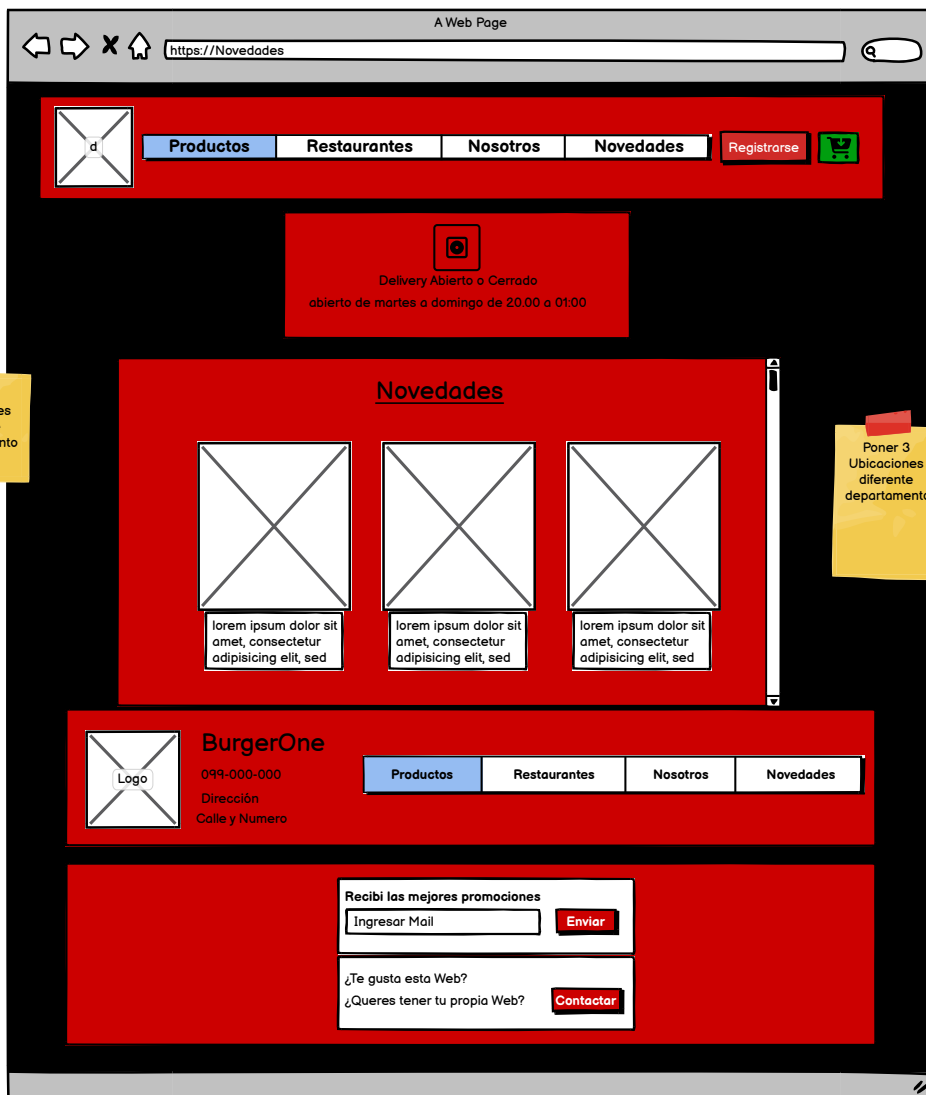 A Web Page
https://Novedades
d
Productos Restaurantes Nosotros Novedades Registrarse
Delivery Abierto o Cerrado
abierto de martes a domingo de 20.00 a 01:00
Novedades
Poner 3
Ubicaciones
diferente
departamento
lorem ipsum dolor sit
amet, consectetur
adipisicing elit, sed
lorem ipsum dolor sit
amet, consectetur
adipisicing elit, sed
lorem ipsum dolor sit
amet, consectetur
adipisicing elit, sed
Logo
BurgerOne
099-000-000
Dirección
Calle y Numero
Productos Restaurantes Nosotros Novedades
Recibi las mejores promociones
Ingresar Mail Enviar
¿Te gusta esta Web?
¿Queres tener tu propia Web? Contactar